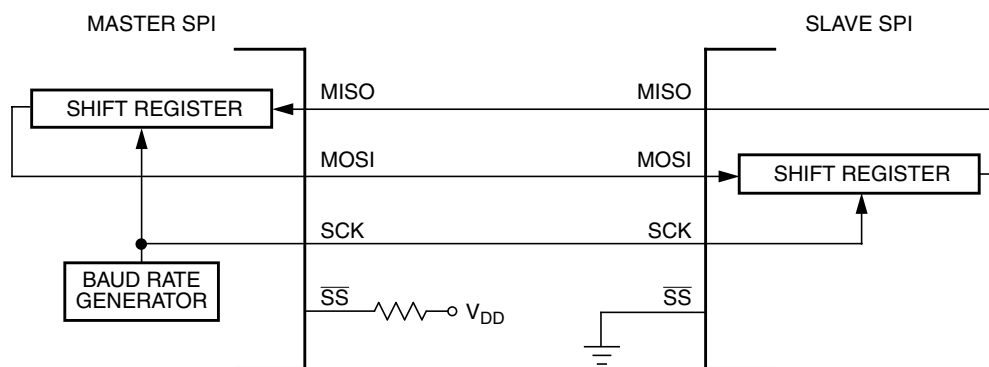 MASTER SPI
SLAVE SPI
MISO
MISO
SHIFT REGISTER
MOSI
MOSI
SHIFT REGISTER
SCK
SCK
BAUD RATE
GENERATOR
SS
V_DD
SS